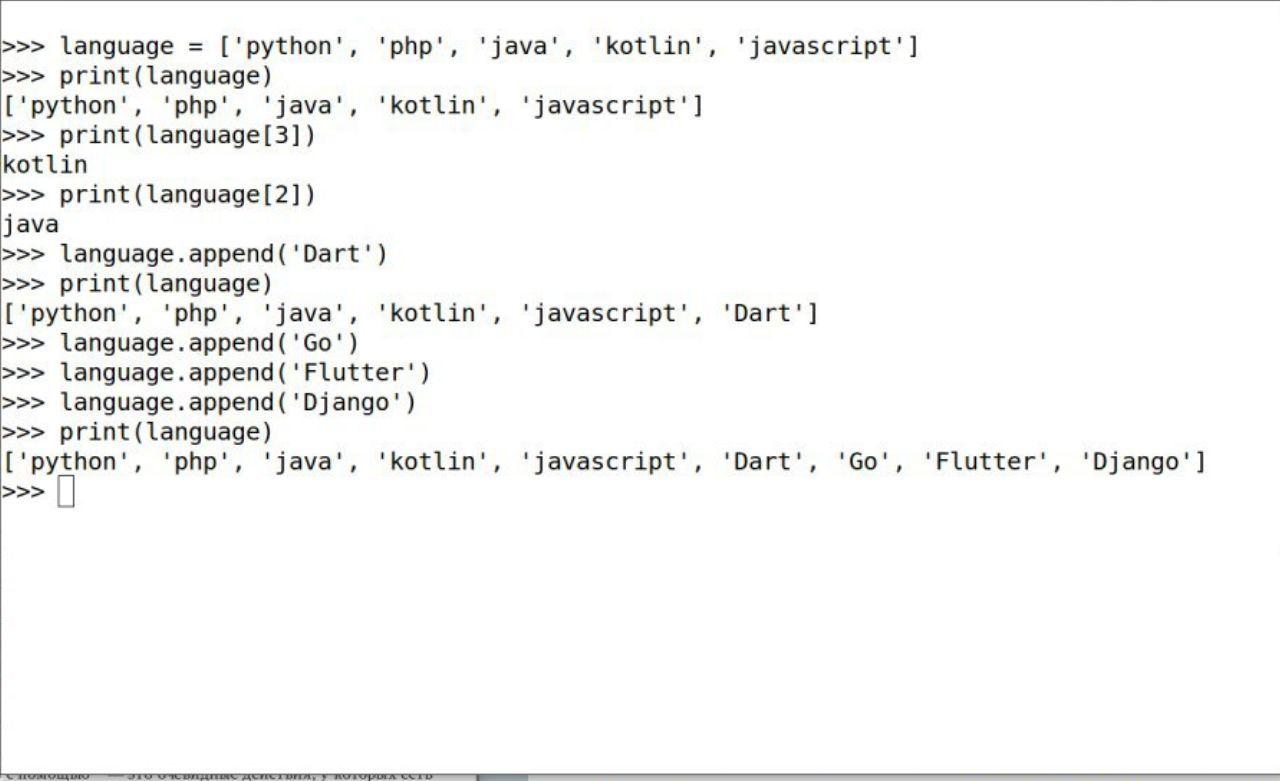 >>> language = ['python', 'php', 'java', 'kotlin', 'javascript']
>>> print(language)
['python', 'php', 'java', 'kotlin', 'javascript']
>>> print(language[3])
kotlin
>>> print(language[2])
java
>>> language.append('Dart')
>>> print(language)
['python', 'php', 'java', 'kotlin', 'javascript', 'Dart']
>>> language.append('Go')
>>> language.append('Flutter')
>>> language.append('Django')
>>> print(language)
['python', 'php', 'java', 'kotlin', 'javascript', 'Dart', 'Go', 'Flutter', 'Django']
>>>
с помощью — это очевидные действия, у которых есть